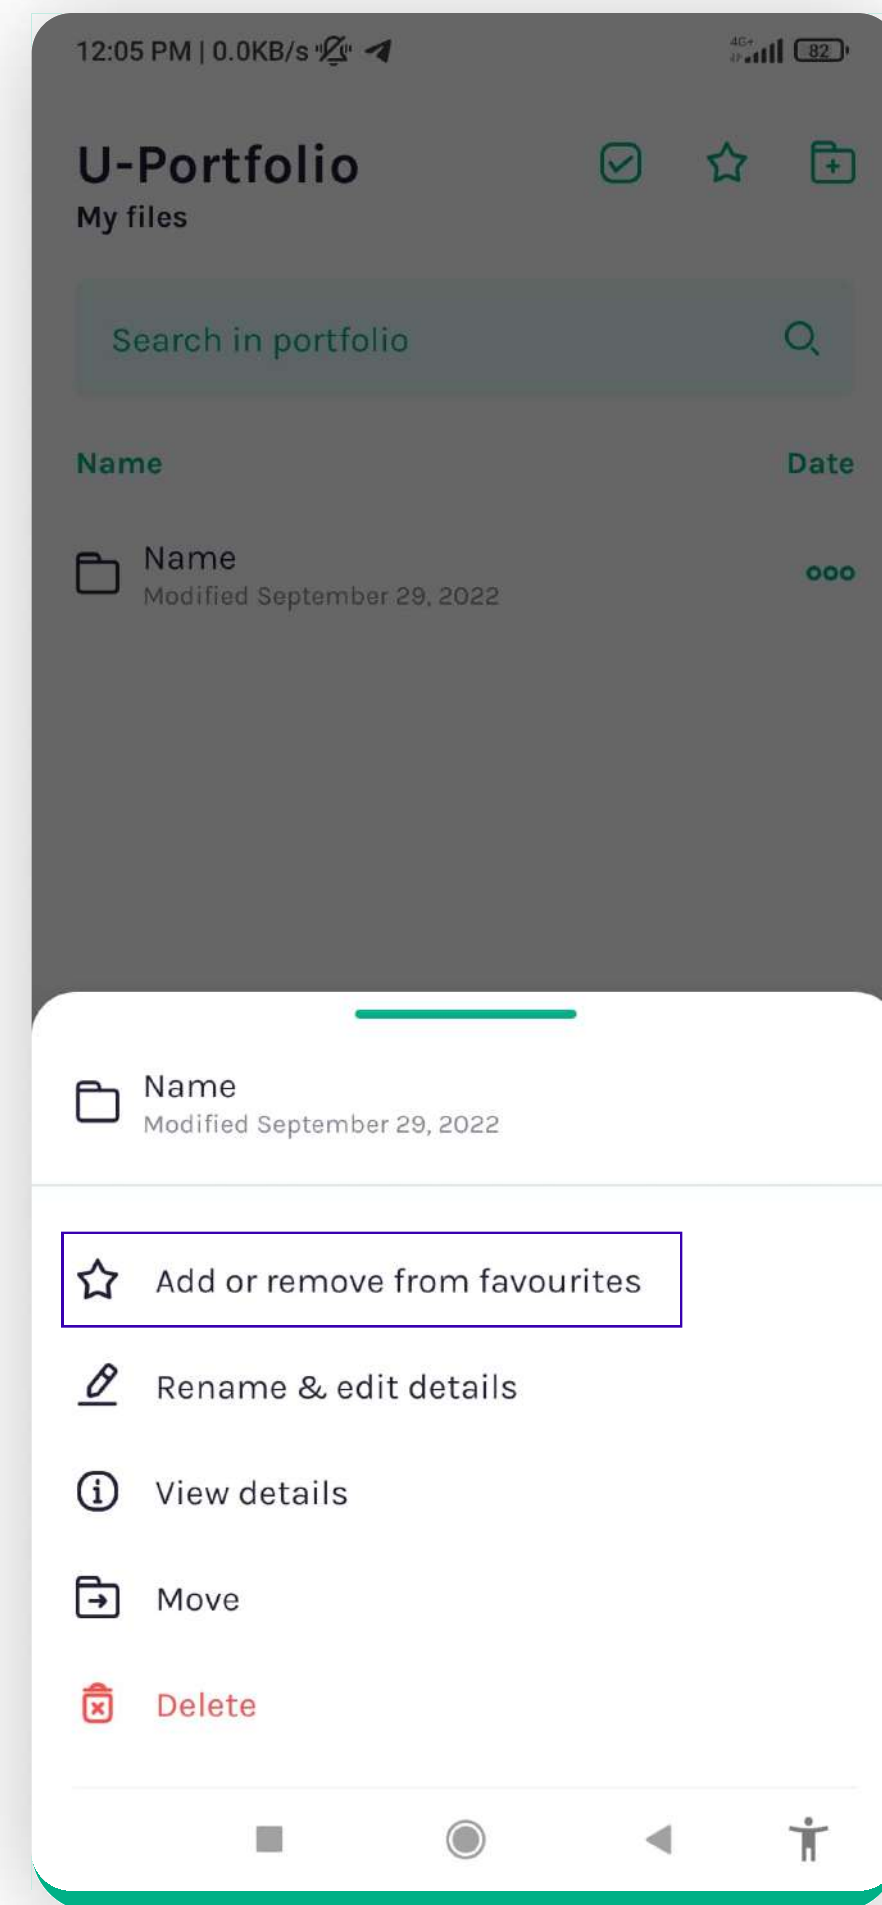 12:05 PM | 0.0KB/s
4G+
82
U-Portfolio
My files
Search in portfolio
Name Date
Name
Modified September 29, 2022
Name
Modified September 29, 2022
Add or remove from favourites
Rename & edit details
View details
Move
Delete